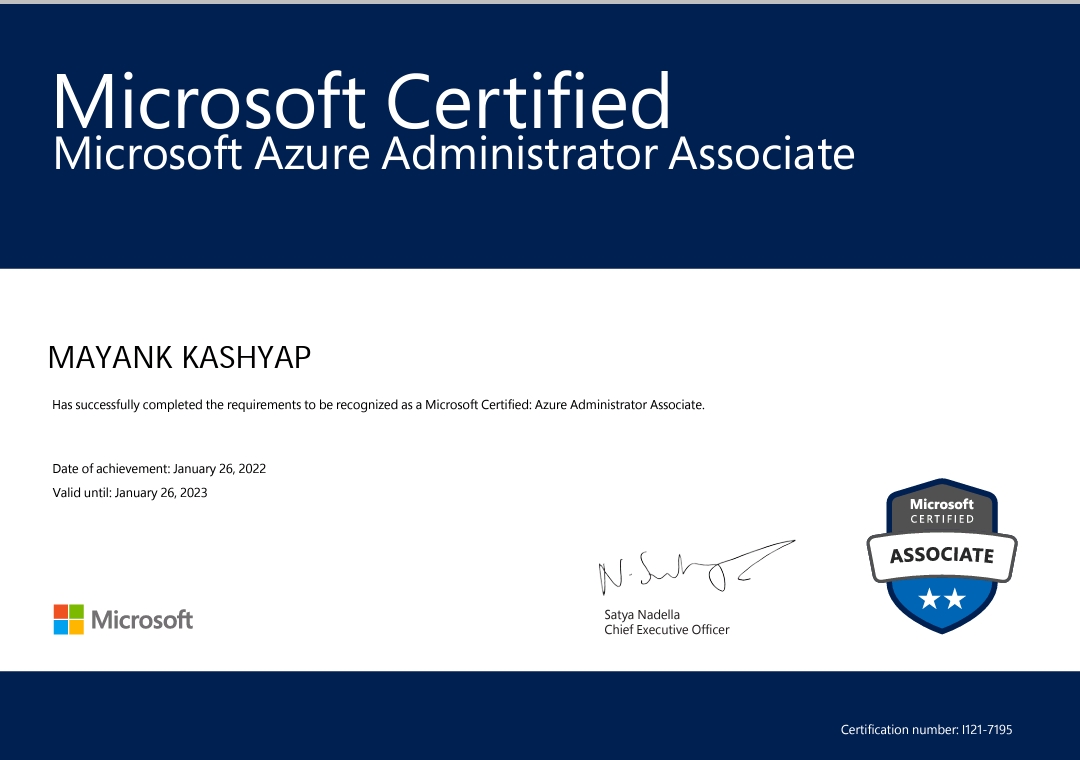 Microsoft Certified
Microsoft Azure Administrator Associate
MAYANK KASHYAP
Has successfully completed the requirements to be recognized as a Microsoft Certified: Azure Administrator Associate.
Date of achievement: January 26, 2022
Valid until: January 26, 2023
Microsoft
CERTIFIED
ASSOCIATE
N. Satya
Satya Nadella
Chief Executive Officer
Microsoft
Certification number: I121-7195